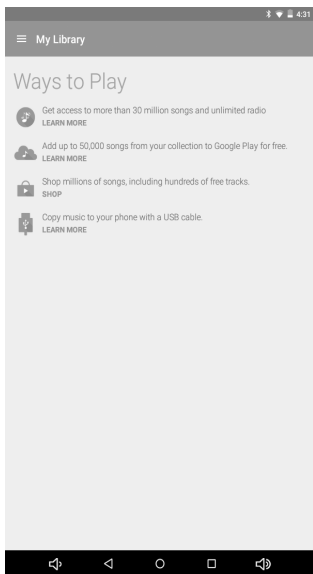 4:31
My Library
Ways to Play
Get access to more than 30 million songs and unlimited radio
LEARN MORE
Add up to 50,000 songs from your collection to Google Play for free.
LEARN MORE
Shop millions of songs, including hundreds of free tracks.
SHOP
Copy music to your phone with a USB cable.
LEARN MORE